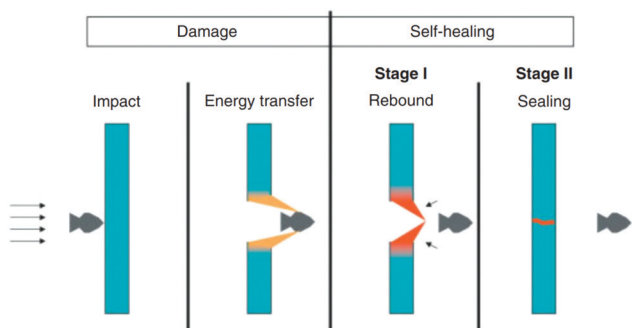 Damage
Self-healing
Impact
Energy transfer
Stage I
Rebound
Stage II
Sealing